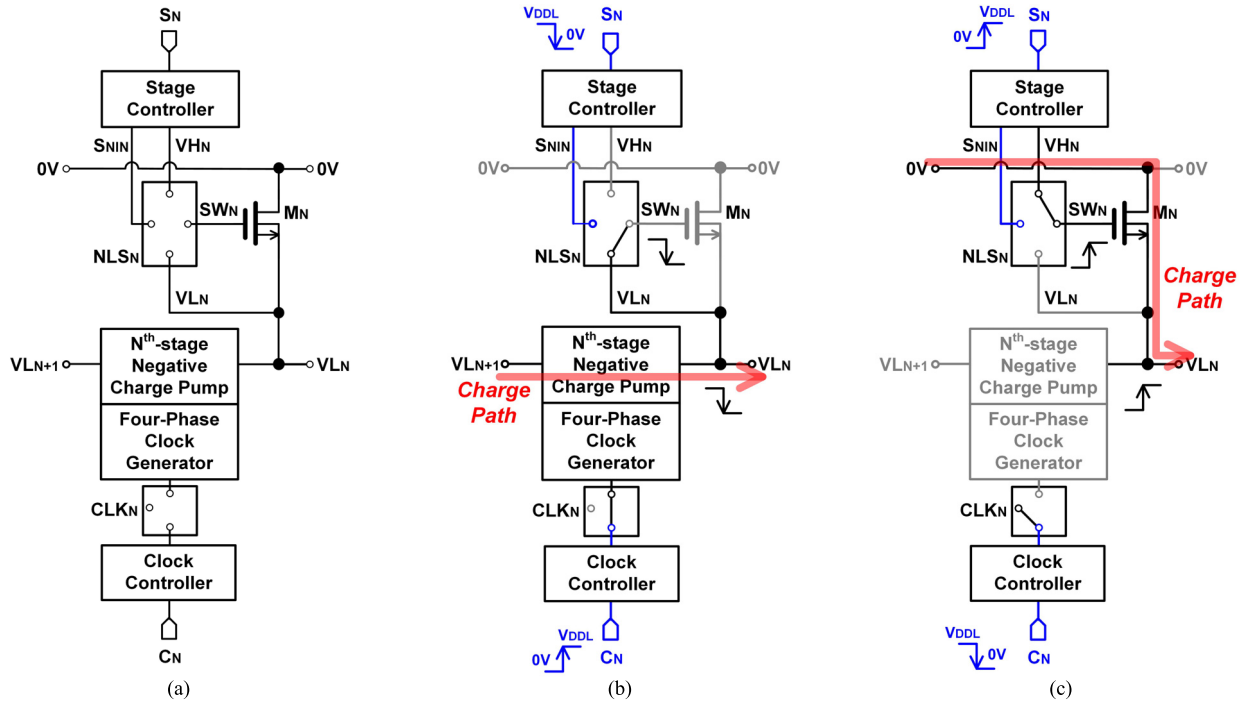 SN
Stage
Controller
SNIN
VHN
0V
0V
SWN
MN
NLSN
VLN
VLN+1
Nth-stage
Negative
Charge Pump
VLN
Four-Phase
Clock
Generator
CLKN
Clock
Controller
CN
(a)
VDDL
0V
SN
Stage
Controller
SNIN
VHN
0V
0V
SWN
MN
NLSN
VLN
VLN+1
Nth-stage
Negative
Charge Pump
VLN
Charge
Path
Four-Phase
Clock
Generator
CLKN
Clock
Controller
VDDL
0V
CN
(b)
VDDL
0V
SN
Stage
Controller
SNIN
VHN
0V
0V
SWN
MN
NLSN
Charge
Path
VLN
VLN+1
Nth-stage
Negative
Charge Pump
VLN
Four-Phase
Clock
Generator
CLKN
Clock
Controller
VDDL
0V
CN
(c)